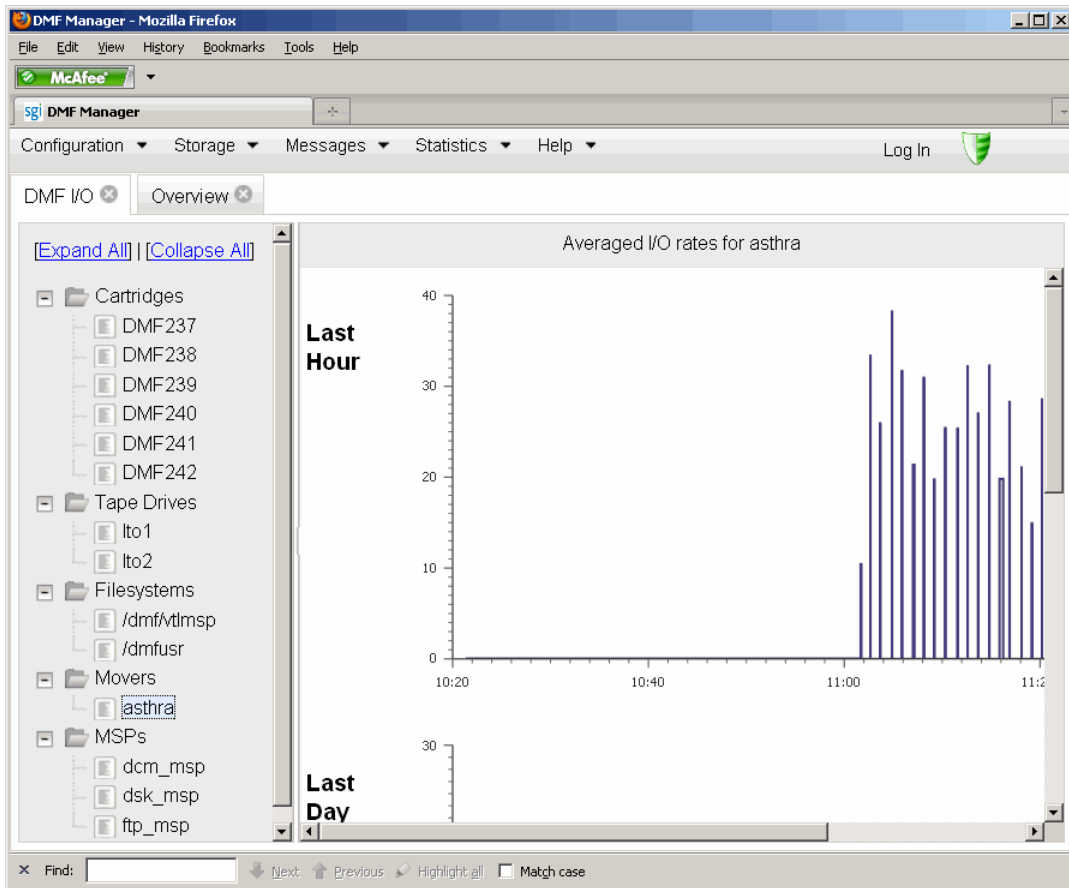 DMF Manager - Mozilla Firefox
File Edit View History Bookmarks Tools Help
McAfee
sgi DMF Manager
Configuration Storage Messages Statistics Help Log In
DMF I/O Overview
[Expand All] | [Collapse All]
Cartridges
DMF237
DMF238
DMF239
DMF240
DMF241
DMF242
Tape Drives
lto1
lto2
Filesystems
/dmf/vtlmsp
/dmfusr
Movers
asthra
MSPs
dcm_msp
dsk_msp
ftp_msp
Averaged I/O rates for asthra
Last
Hour
40
30
20
10
0
10:20 10:40 11:00 11:2
Last
Day
30
Find: Next Previous Highlight all Match case